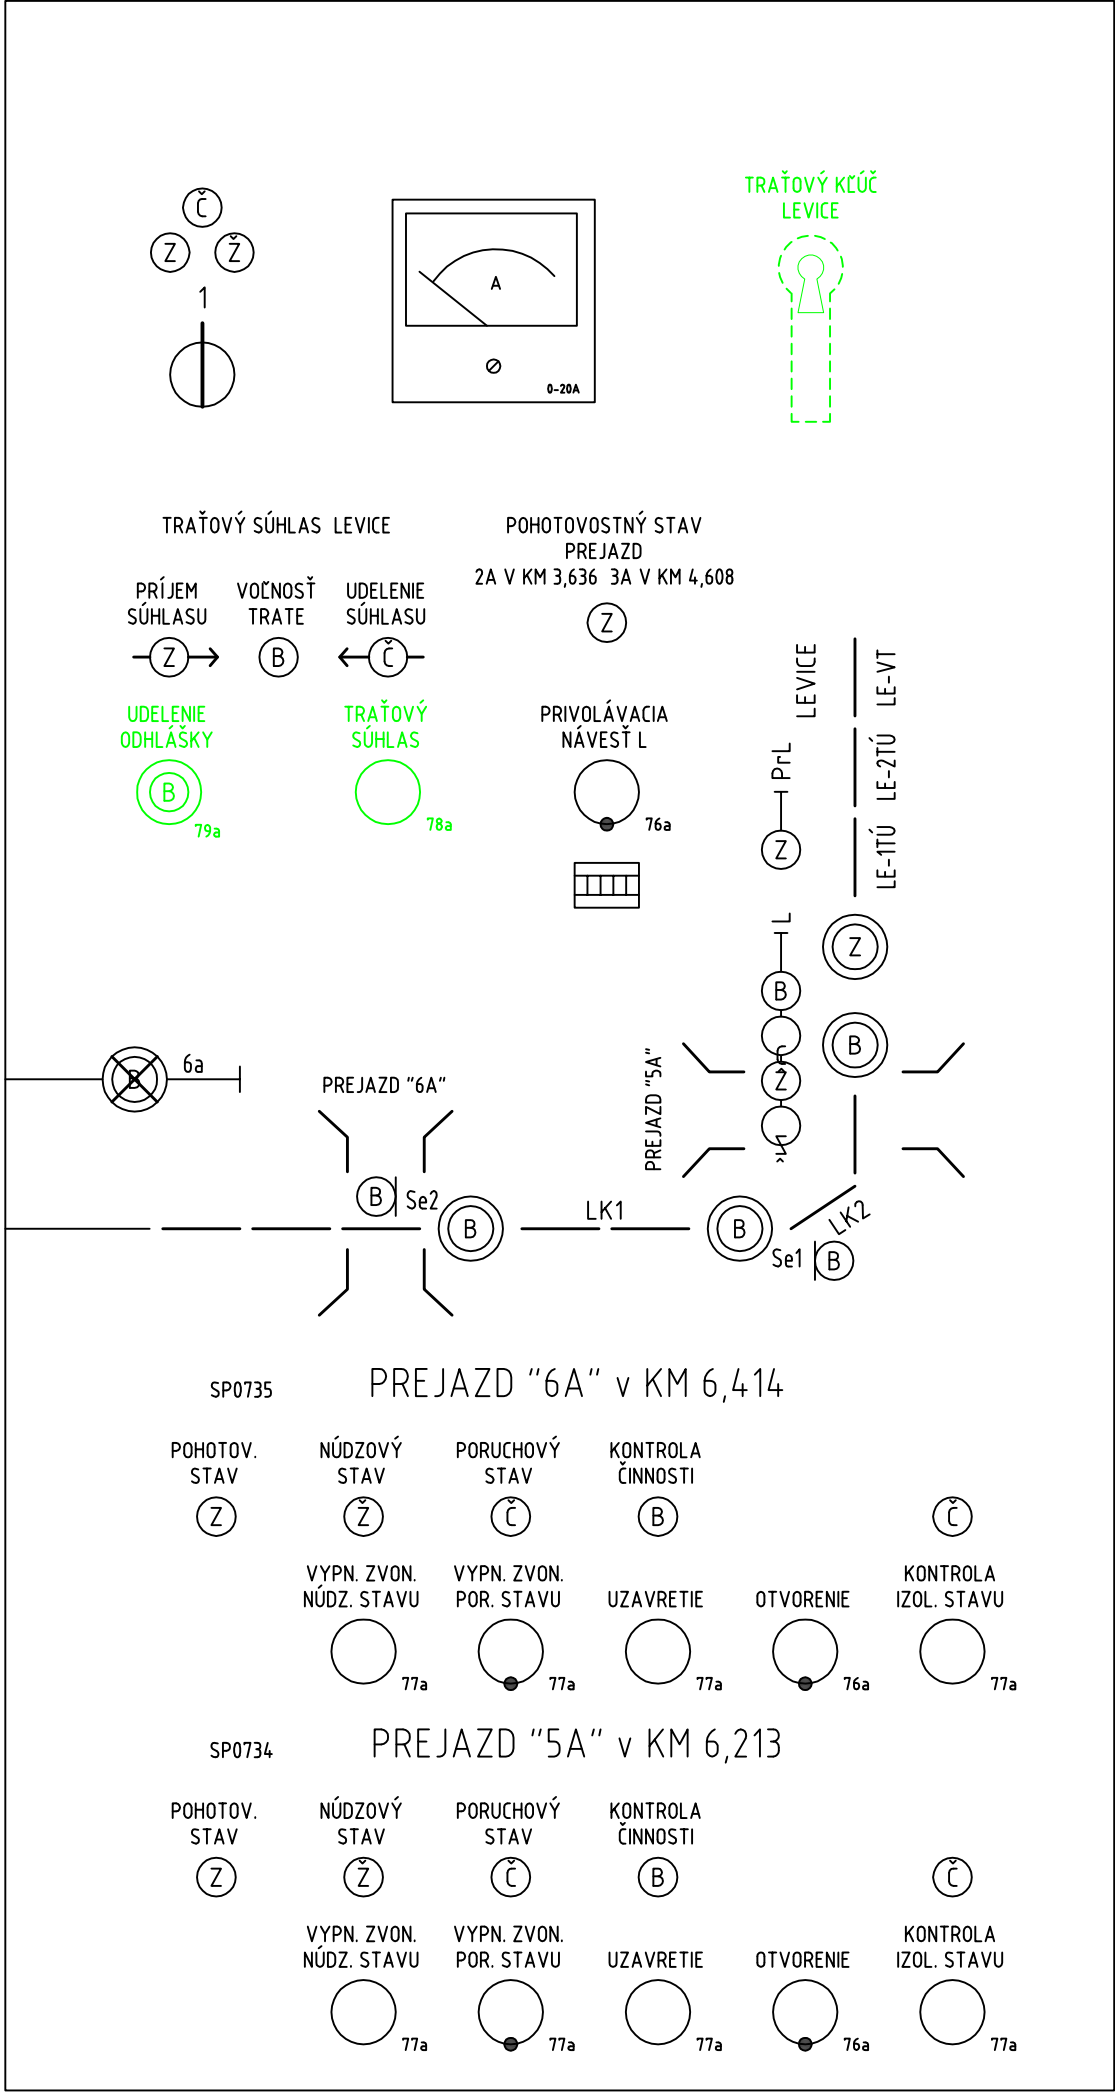 Č
Z Ž
1
A
0-20A
TRAŤOVÝ KĽÚČ
LEVICE
TRAŤOVÝ SÚHLAS LEVICE
PRÍJEM
SÚHLASU
VOĽNOSŤ
TRATE
UDELENIE
SÚHLASU
Z
B
Č
UDELENIE
ODHLÁŠKY
B
79a
TRAŤOVÝ
SÚHLAS
78a
POHOTOVOSTNÝ STAV
PREJAZD
2A V KM 3,636 3A V KM 4,608
Z
PRIVOLÁVACIA
NÁVESŤ L
76a
LEVICE
LE-VT
LE-2TÚ
LE-1TÚ
PrL
Z
L
B
Č
Ž
Ž
Z
B
PREJAZD "5A"
B
6a
PREJAZD "6A"
B
Se2
B
LK1
B
LK2
Se1
B
SP0735
PREJAZD "6A" v KM 6,414
POHOTOV.
STAV
NÚDZOVÝ
STAV
PORUCHOVÝ
STAV
KONTROLA
ČINNOSTI
Z
Ž
Č
B
Č
VYPN. ZVON.
NÚDZ. STAVU
VYPN. ZVON.
POR. STAVU
UZAVRETIE
OTVORENIE
KONTROLA
IZOL. STAVU
77a
77a
77a
76a
77a
SP0734
PREJAZD "5A" v KM 6,213
POHOTOV.
STAV
NÚDZOVÝ
STAV
PORUCHOVÝ
STAV
KONTROLA
ČINNOSTI
Z
Ž
Č
B
Č
VYPN. ZVON.
NÚDZ. STAVU
VYPN. ZVON.
POR. STAVU
UZAVRETIE
OTVORENIE
KONTROLA
IZOL. STAVU
77a
77a
77a
76a
77a